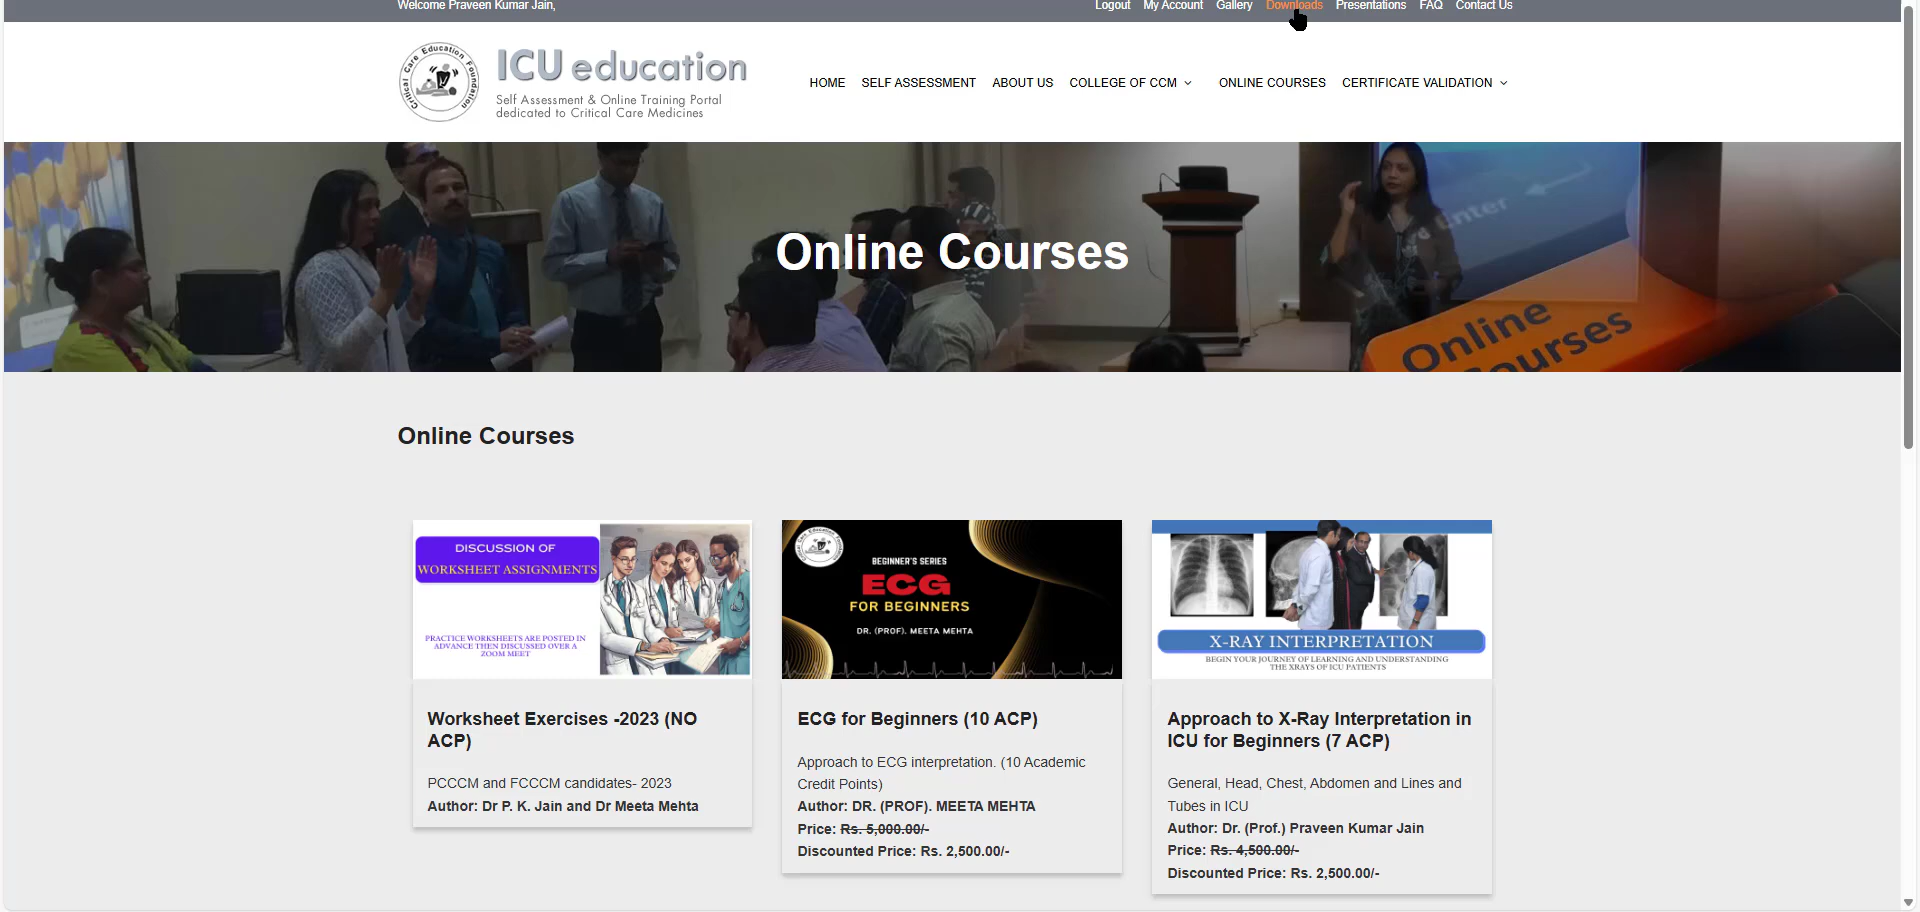 Welcome Praveen Kumar Jain,
Logout My Account Gallery Downloads Presentations FAQ Contact Us
Critical Care Education Foundation
ICU education
Self Assessment & Online Training Portal
dedicated to Critical Care Medicines
HOME SELF ASSESSMENT ABOUT US COLLEGE OF CCM ONLINE COURSES CERTIFICATE VALIDATION
Online Courses
enter
Online
Courses
Online Courses
DISCUSSION OF
WORKSHEET ASSIGNMENTS
PRACTICE WORKSHEETS ARE POSTED IN
ADVANCE THEN DISCUSSED OVER A
ZOOM MEET
Worksheet Exercises -2023 (NO
ACP)
PCCCM and FCCCM candidates- 2023
Author: Dr P. K. Jain and Dr Meeta Mehta
BEGINNER'S SERIES
ECG
FOR BEGINNERS
DR. (PROF). MEETA MEHTA
ECG for Beginners (10 ACP)
Approach to ECG interpretation. (10 Academic
Credit Points)
Author: DR. (PROF). MEETA MEHTA
Price: Rs. 5,000.00/-
Discounted Price: Rs. 2,500.00/-
X-RAY INTERPRETATION
BEGIN YOUR JOURNEY OF LEARNING AND UNDERSTANDING
THE XRAYS OF ICU PATIENTS
Approach to X-Ray Interpretation in
ICU for Beginners (7 ACP)
General, Head, Chest, Abdomen and Lines and
Tubes in ICU
Author: Dr. (Prof.) Praveen Kumar Jain
Price: Rs. 4,500.00/-
Discounted Price: Rs. 2,500.00/-